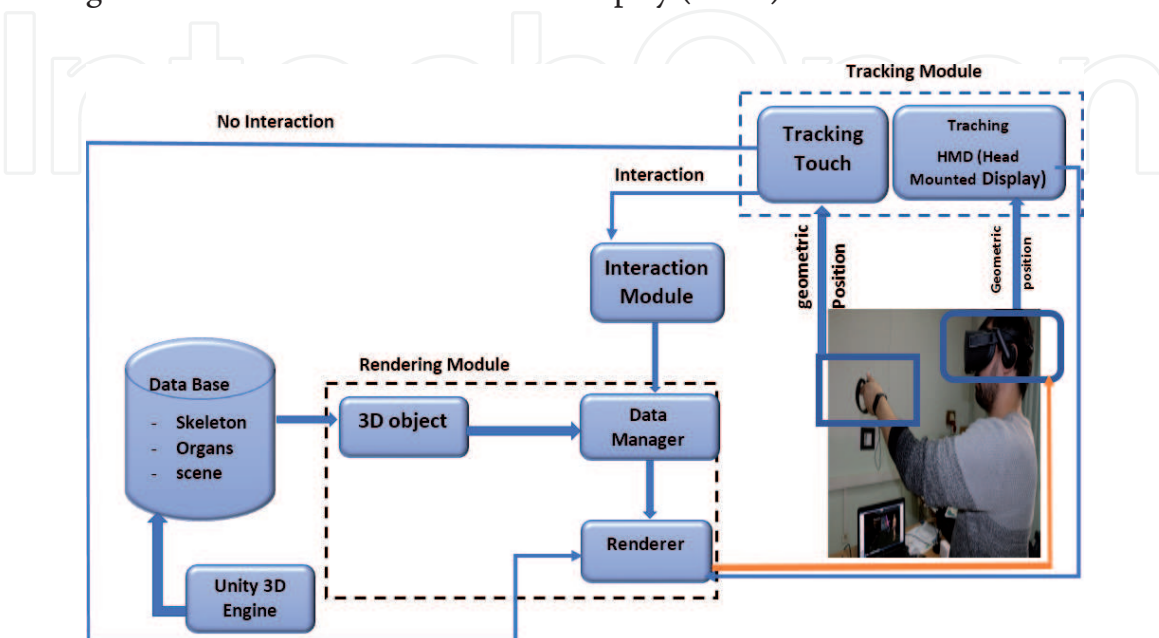 Tracking Module
No Interaction
Tracking
Touch
Traching
HMD (Head
Mounted Display)
Interaction
geometric
Position
Geometric
position
Interaction
Module
Rendering Module
Data Base
- Skeleton
- Organs
- scene
3D object
Data
Manager
Renderer
Unity 3D
Engine